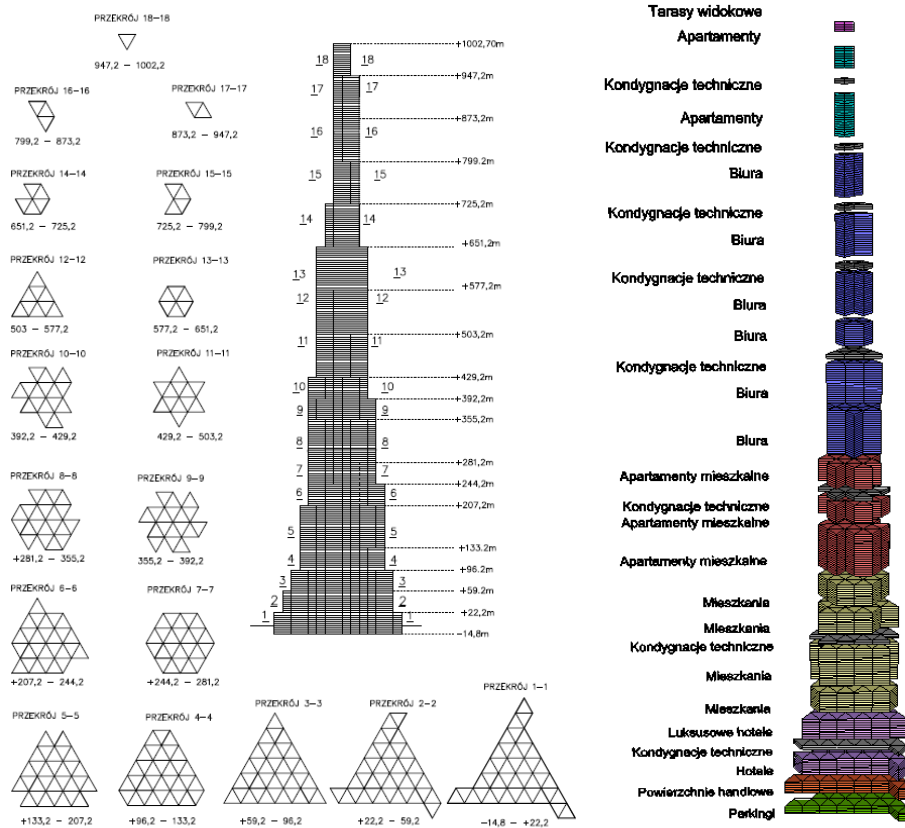 PRZEKRÓJ 18–18
947,2 – 1002,2
PRZEKRÓJ 16–16
799,2 – 873,2
PRZEKRÓJ 17–17
873,2 – 947,2
PRZEKRÓJ 14–14
651,2 – 725,2
PRZEKRÓJ 15–15
725,2 – 799,2
PRZEKRÓJ 12–12
503 – 577,2
PRZEKRÓJ 13–13
577,2 – 651,2
PRZEKRÓJ 10–10
392,2 – 429,2
PRZEKRÓJ 11–11
429,2 – 503,2
PRZEKRÓJ 8–8
+281,2 – 355,2
PRZEKRÓJ 9–9
355,2 – 392,2
PRZEKRÓJ 6–6
+207,2 – 244,2
PRZEKRÓJ 7–7
+244,2 – 281,2
PRZEKRÓJ 5–5
+133,2 – 207,2
PRZEKRÓJ 4–4
+96,2 – 133,2
PRZEKRÓJ 3–3
+59,2 – 96,2
PRZEKRÓJ 2–2
+22,2 – 59,2
PRZEKRÓJ 1–1
–14,8 – +22,2
+1002,70m
18 18
+947,2m
17 17
+873,2m
16 16
+799.2m
15 15
+725,2m
14 14
+651,2m
13 13
+577,2m
12 12
+503,2m
11 11
+429,2m
10 10
+392,2m
9 9
+355,2m
8 8
+281,2m
7 7
+244,2m
6 6
+207,2m
5 5
+133.2m
4 4
+96.2m
3 3
+59.2m
2 2
+22,2m
1 1
–14,8m
Tarasy widokowe
Apartamenty
Kondygnacje techniczne
Apartamenty
Kondygnacje techniczne
Biura
Kondygnacje techniczne
Biura
Kondygnacje techniczne
Biura
Biura
Kondygnacje techniczne
Biura
Biura
Apartamenty mieszkalne
Kondygnacje techniczne
Apartamenty mieszkalne
Apartamenty mieszkalne
Mieszkania
Mieszkania
Kondygnacje techniczne
Mieszkania
Mieszkania
Luksusowe hotele
Kondygnacje techniczne
Hotele
Powierzchnie handlowe
Parkingi